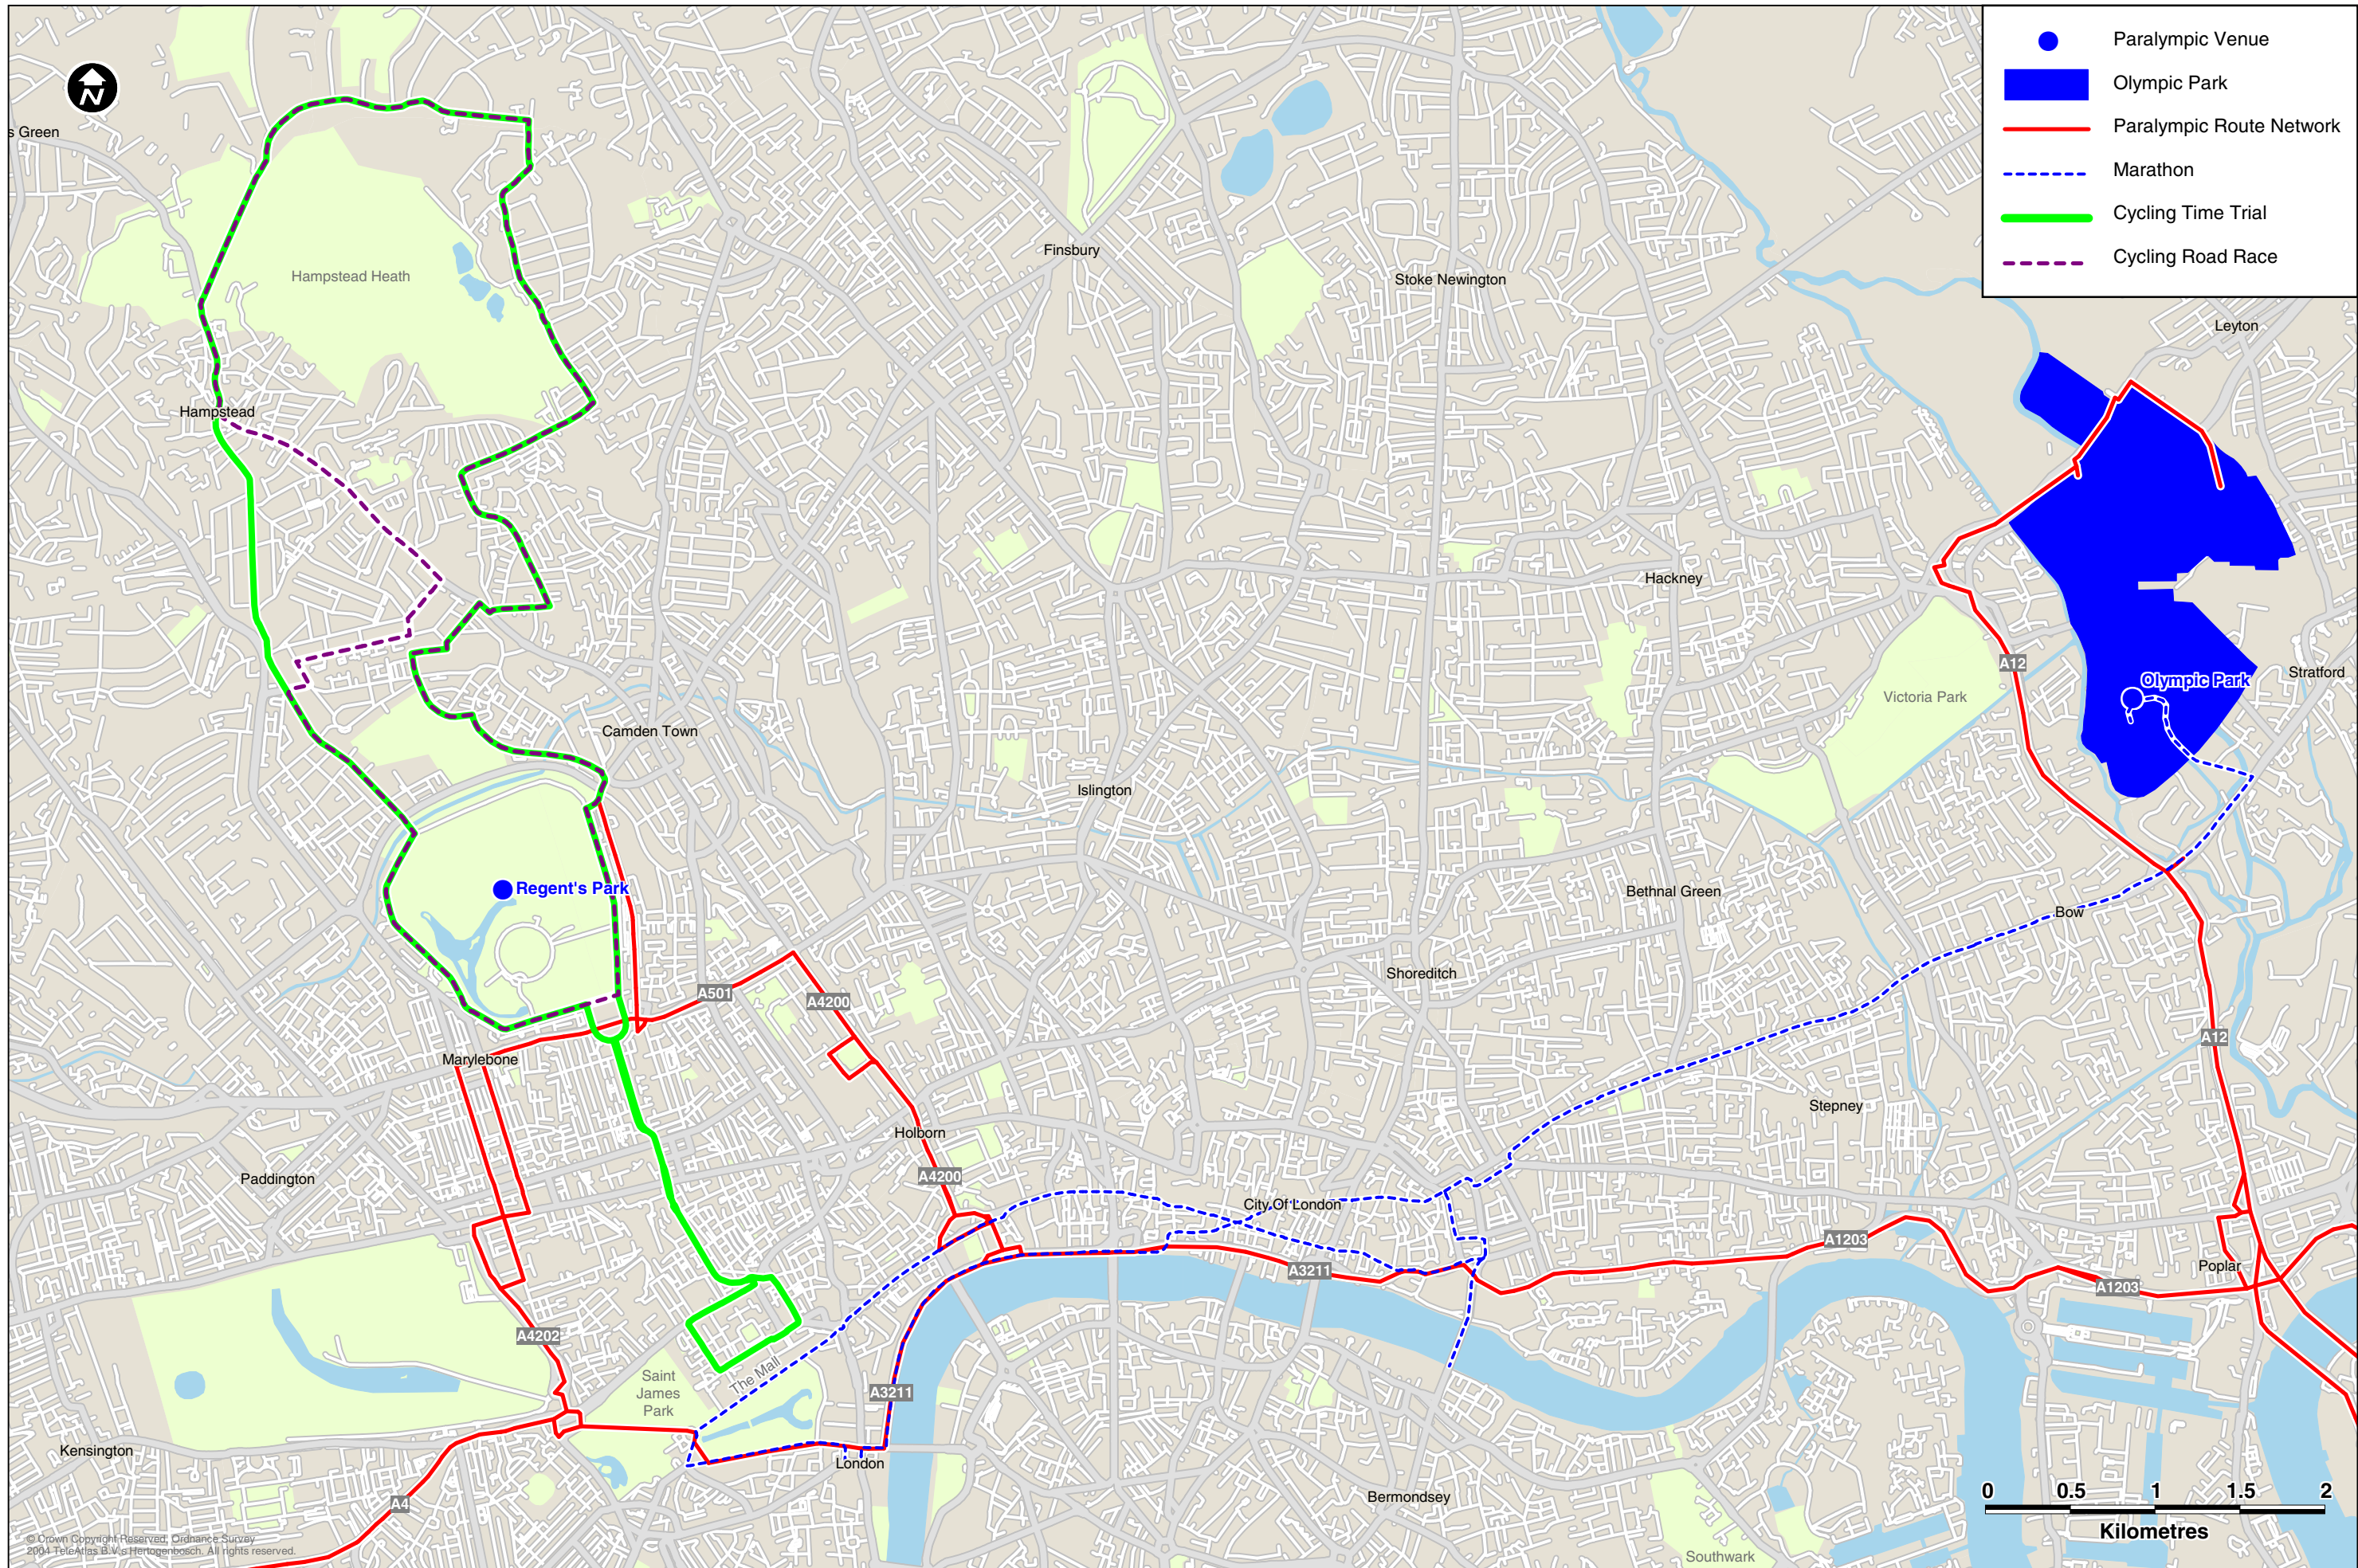 Paralympic Venue
Olympic Park
Paralympic Route Network
Marathon
Cycling Time Trial
Cycling Road Race
N
s Green
Finsbury
Hampstead Heath
Stoke Newington
Leyton
Hampstead
Hackney
A12
Stratford
Olympic Park
Victoria Park
Camden Town
Islington
Regent's Park
Bethnal Green
Bow
Shoreditch
A501
A4200
A12
Marylebone
Stepney
Holborn
A4200
Paddington
City Of London
A1203
A3211
Poplar
A1203
A4202
The Mall
Saint
James
Park
A3211
Kensington
London
Bermondsey
A4
0 0.5 1 1.5 2
Kilometres
© Crown Copyright Reserved, Ordnance Survey
2004 TeleAtlas B.V.s Hertogenbosch. All rights reserved.
Southwark